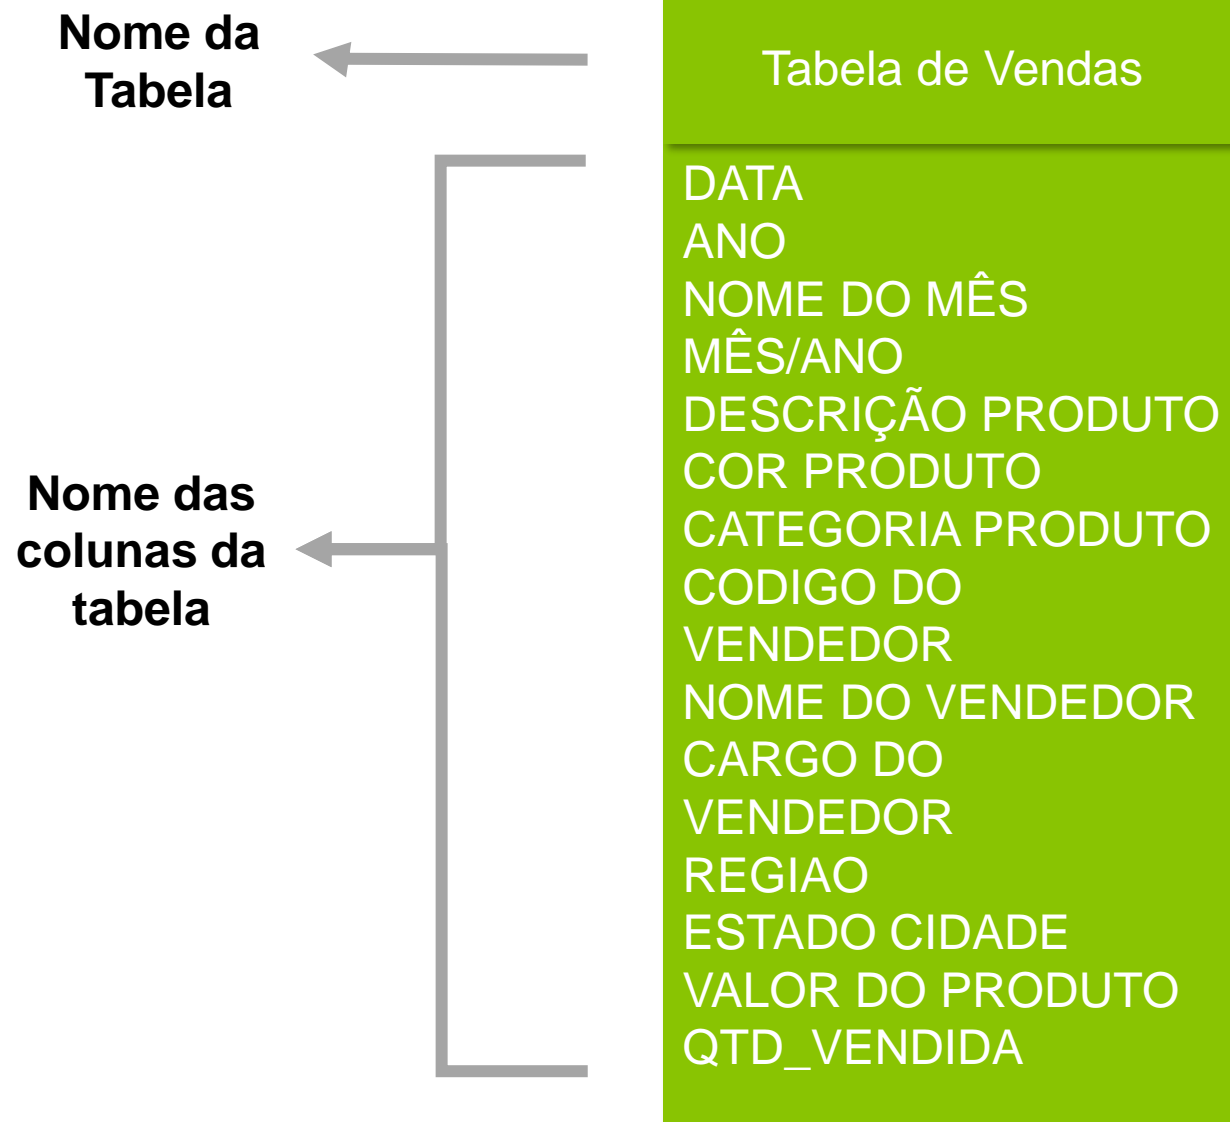 Nome da
Tabela
Tabela de Vendas
Nome das
colunas da
tabela
DATA
ANO
NOME DO MÊS
MÊS/ANO
DESCRIÇÃO PRODUTO
COR PRODUTO
CATEGORIA PRODUTO
CODIGO DO
VENDEDOR
NOME DO VENDEDOR
CARGO DO
VENDEDOR
REGIAO
ESTADO CIDADE
VALOR DO PRODUTO
QTD_VENDIDA